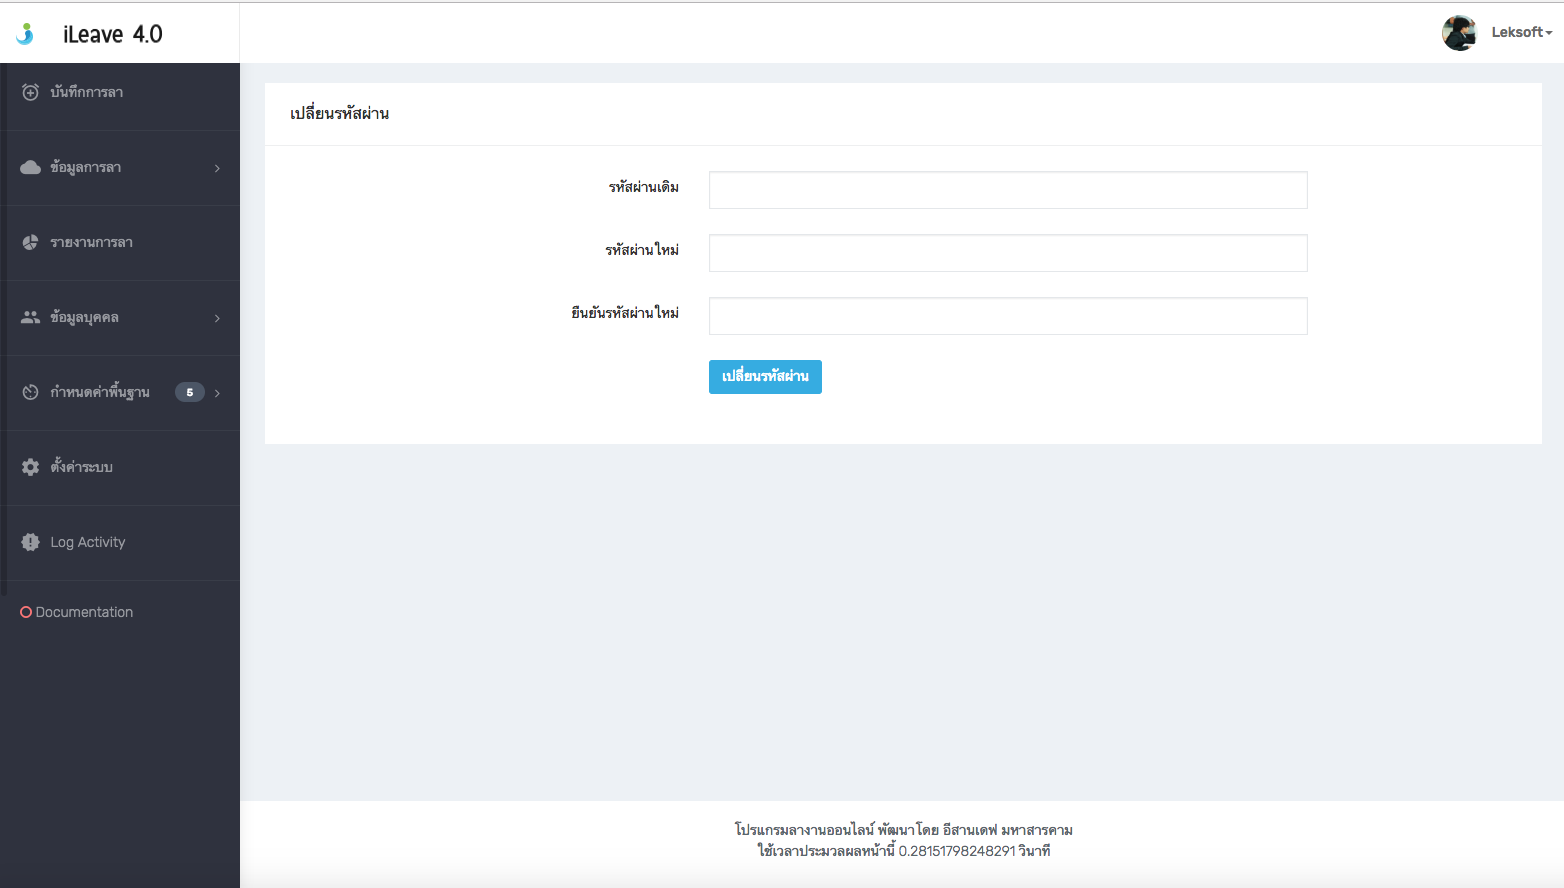 iLeave 4.0
Leksoft
บันทึกการลา
ข้อมูลการลา
รายงานการลา
ข้อมูลบุคคล
กำหนดค่าพื้นฐาน 5
ตั้งค่าระบบ
Log Activity
Documentation
เปลี่ยนรหัสผ่าน
รหัสผ่านเดิม
รหัสผ่านใหม่
ยืนยันรหัสผ่านใหม่
เปลี่ยนรหัสผ่าน
โปรแกรมลางานออนไลน์ พัฒนาโดย อีสานเดฟ มหาสารคาม
ใช้เวลาประมวลผลหน้านี้ 0.28151798248291 วินาที